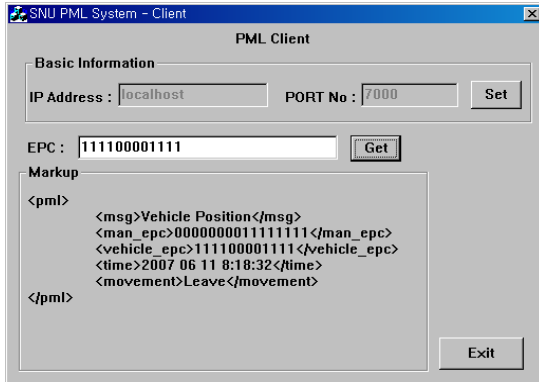 SNU PML System - Client
PML Client
Basic Information
IP Address : localhost PORT No : 7000 Set
EPC : 111100001111 Get
Markup
<pml>
<msg>Vehicle Position</msg>
<man_epc>0000000011111111</man_epc>
<vehicle_epc>111100001111</vehicle_epc>
<time>2007 06 11 8:18:32</time>
<movement>Leave</movement>
</pml>
Exit